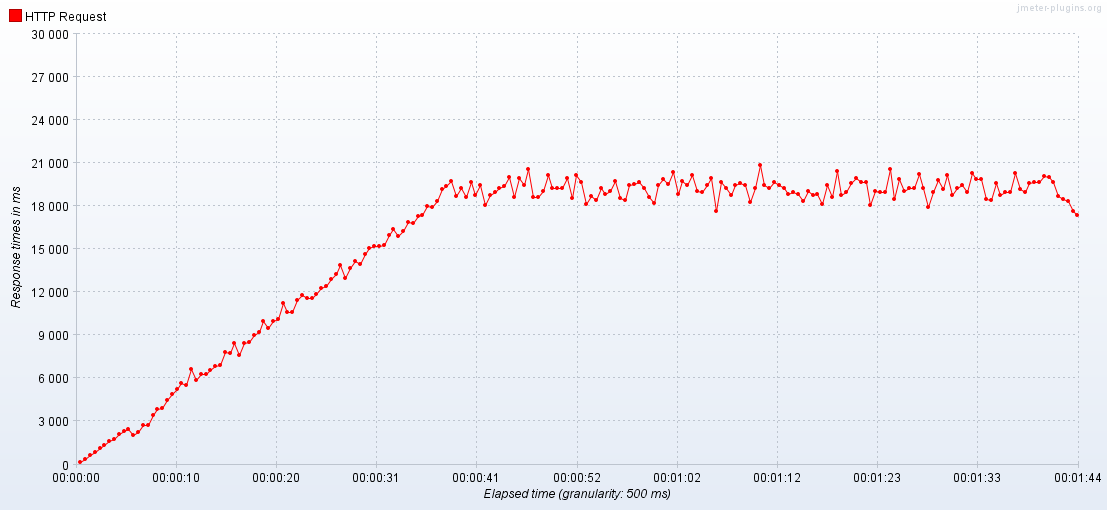 jmeter-plugins.org
HTTP Request
30 000
27 000
24 000
21 000
18 000
15 000
12 000
9 000
6 000
3 000
0
Response times in ms
00:00:00 00:00:10 00:00:20 00:00:31 00:00:41 00:00:52 00:01:02 00:01:12 00:01:23 00:01:33 00:01:44
Elapsed time (granularity: 500 ms)